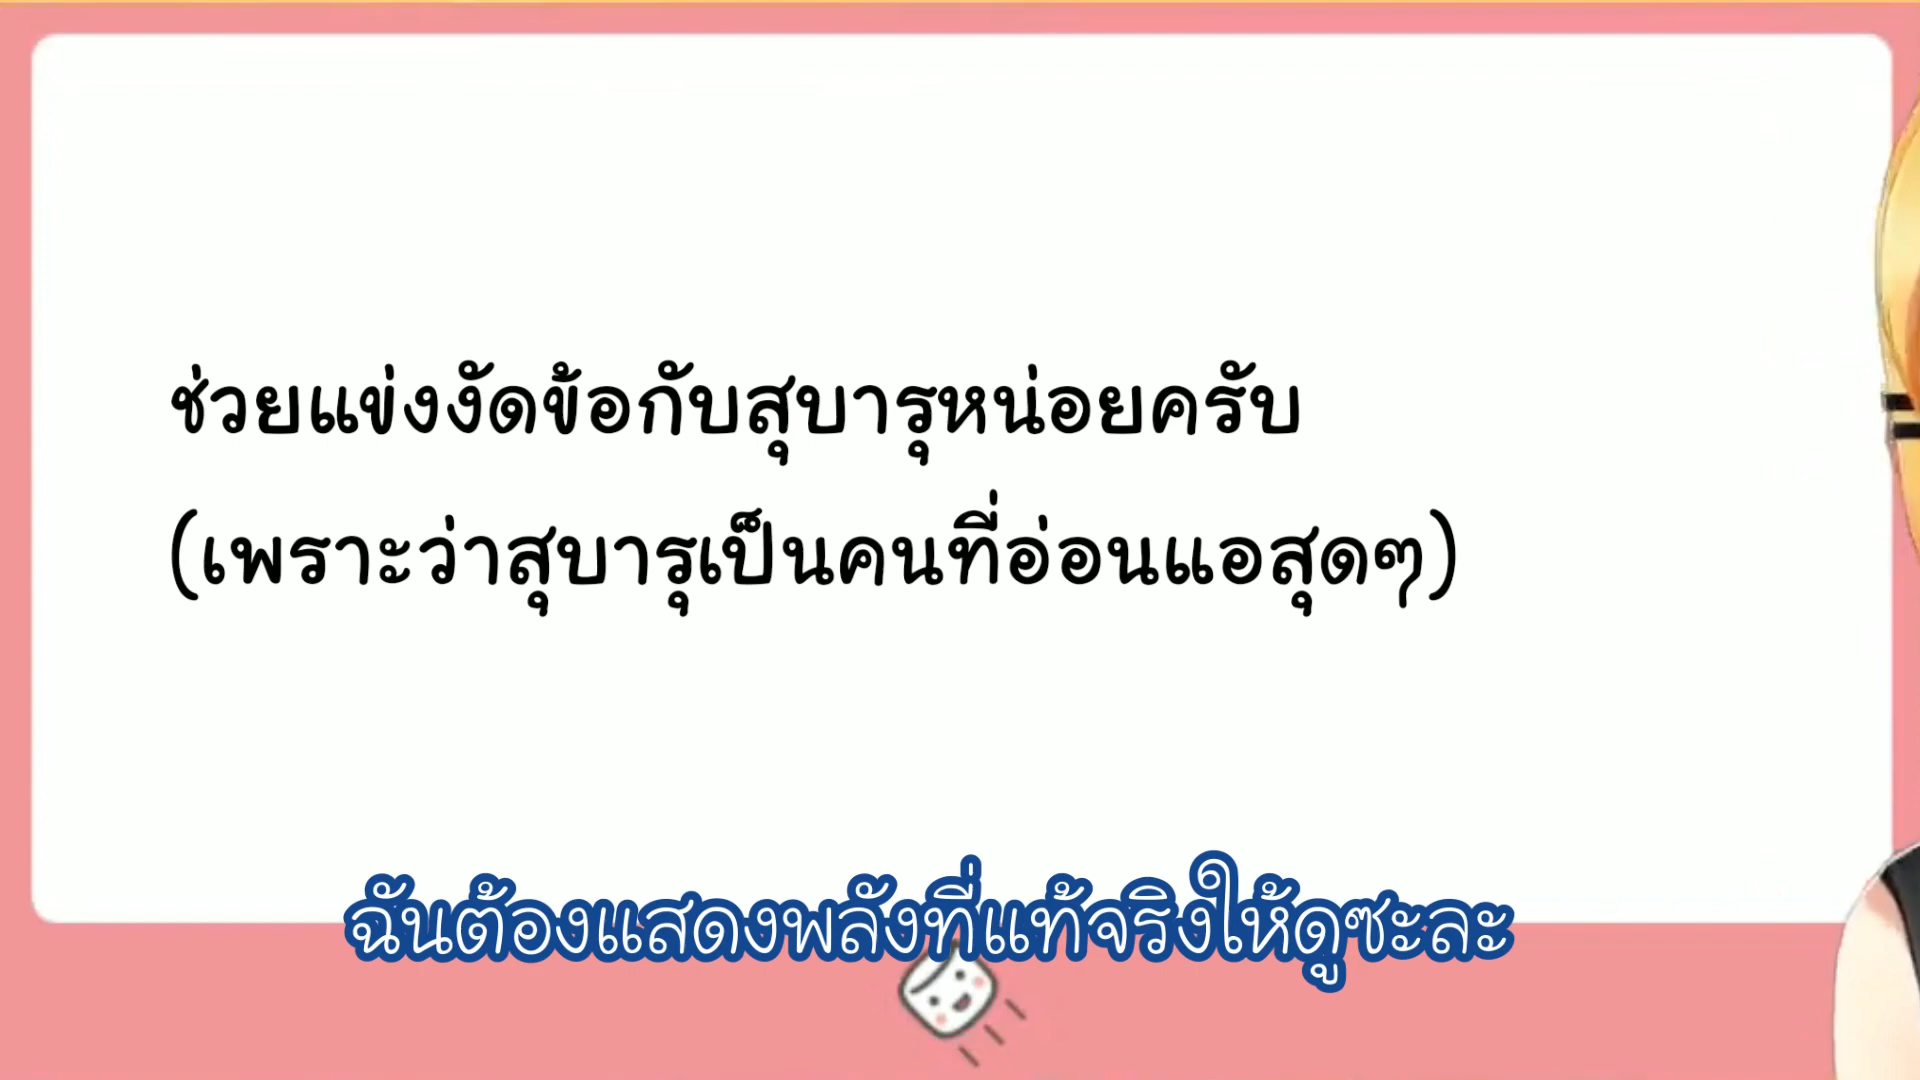 ช่วยแข่งงัดข้อกับสุบารุหน่อยครับ
(เพราะว่าสุบารุเป็นคนที่อ่อนแอสุดๆ)
ฉันต้องแสดงพลังที่แท้จริงให้ดูซะละ